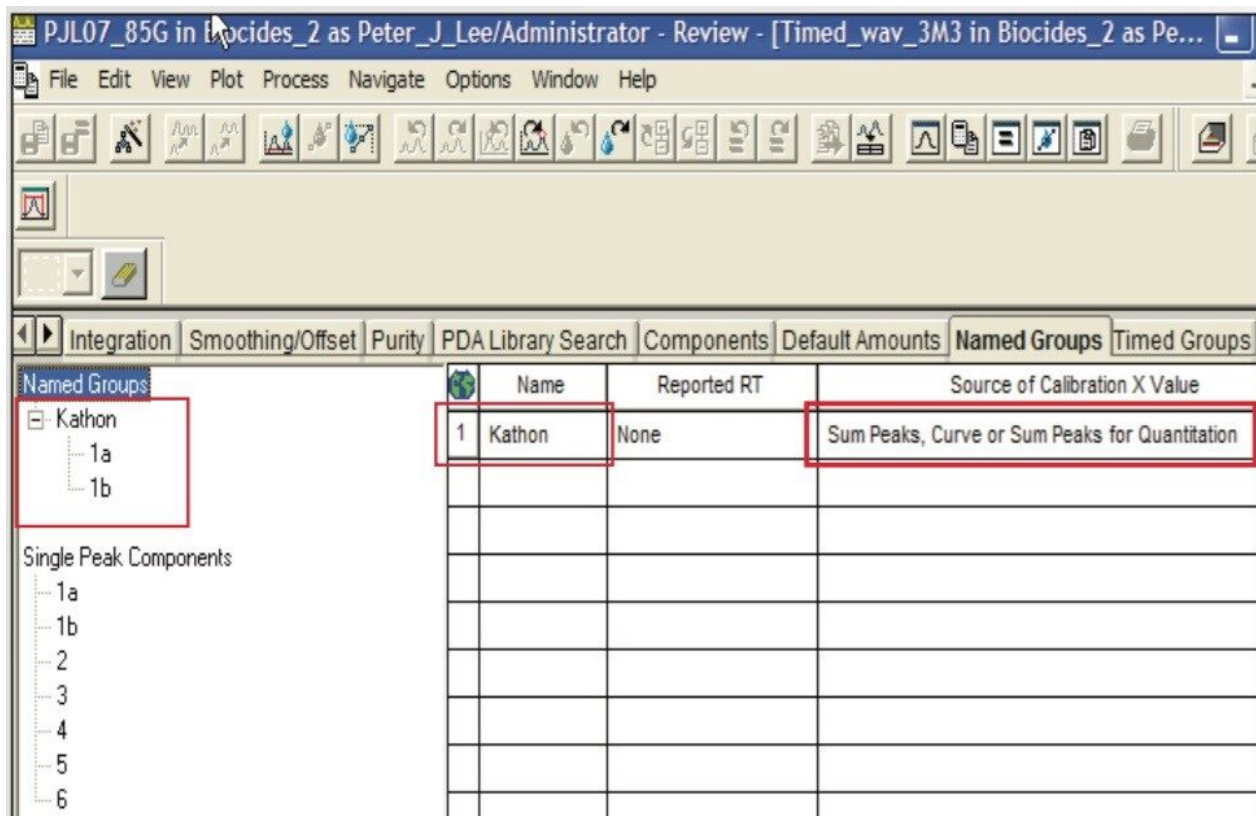 PJL07_85G in Biocides_2 as Peter_J_Lee/Administrator - Review - [Timed_wav_3M3 in Biocides_2 as Pe...
File Edit View Plot Process Navigate Options Window Help
Integration Smoothing/Offset Purity PDA Library Search Components Default Amounts Named Groups Timed Groups
Named Groups
Kathon
1a
1b
Single Peak Components
1a
1b
2
3
4
5
6
Name Reported RT Source of Calibration X Value
1 Kathon None Sum Peaks, Curve or Sum Peaks for Quantitation